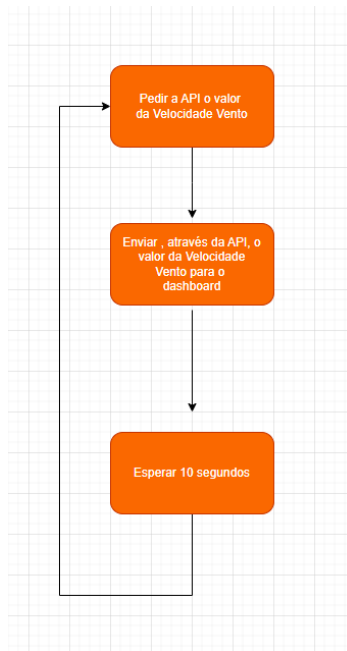 Pedir a API o valor
da Velocidade Vento
Enviar , através da API, o
valor da Velocidade
Vento para o
dashboard
Esperar 10 segundos